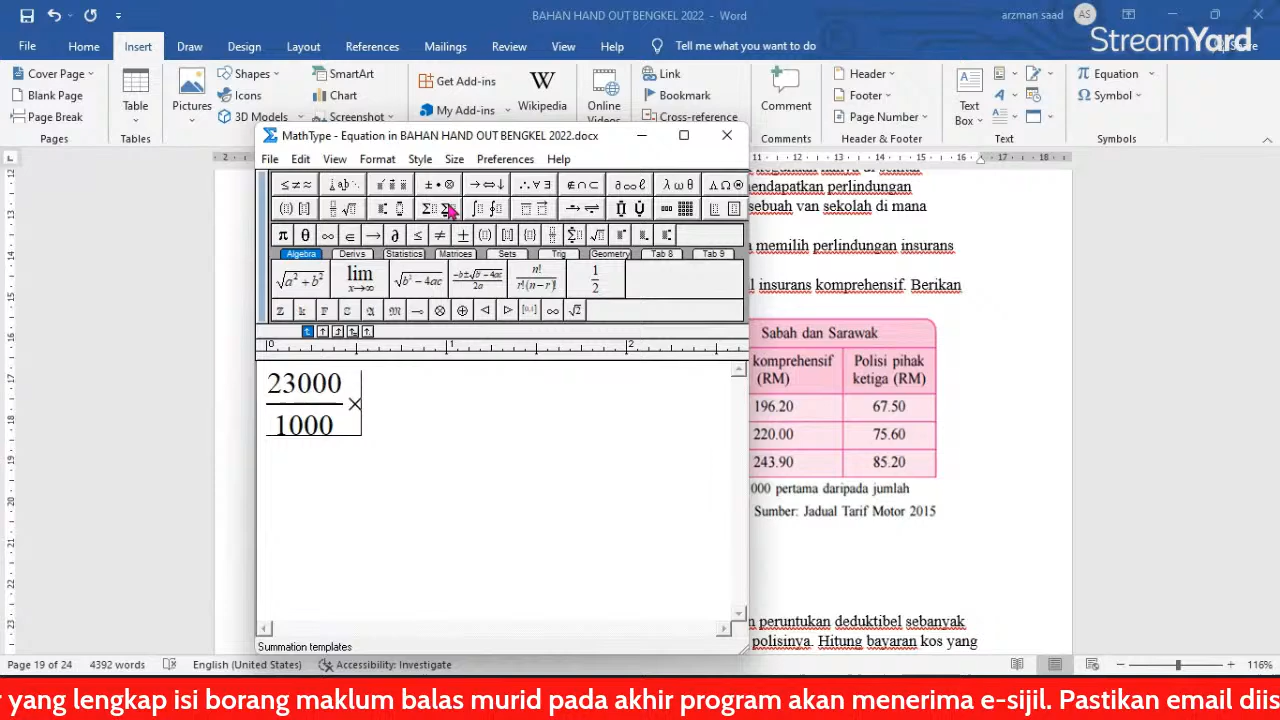 BAHAN HAND OUT BENGKEL 2022 - Word
arzman saad
AS
StreamYard
File Home Insert Draw Design Layout References Mailings Review View Help Tell me what you want to do
Cover Page
Blank Page
Page Break
Pages
Table
Tables
Pictures
Shapes
Icons
3D Models
SmartArt
Chart
Screenshot
Get Add-ins
My Add-ins
Wikipedia
Online
Link
Bookmark
Cross-reference
Comment
Comments
Header
Footer
Page Number
Header & Footer
Text
Box
Text
Equation
Symbol
Symbols
MathType - Equation in BAHAN HAND OUT BENGKEL 2022.docx
File Edit View Format Style Size Preferences Help
Algebra Derivs Statistics Matrices Sets Trig Geometry Tab 8 Tab 9
23000
×
1000
Summation templates
mendapatkan perlindungan
sebuah van sekolah di mana
memilih perlindungan insurans
insurans komprehensif. Berikan
Sabah dan Sarawak
komprehensif
(RM)
Polisi pihak
ketiga (RM)
196.20 67.50
220.00 75.60
243.90 85.20
000 pertama daripada jumlah
Sumber: Jadual Tarif Motor 2015
peruntukan deduktibel sebanyak
polisinya. Hitung bayaran kos yang
Page 19 of 24 4392 words English (United States) Accessibility: Investigate 116%
yang lengkap isi borang maklum balas murid pada akhir program akan menerima e-sijil. Pastikan email diis